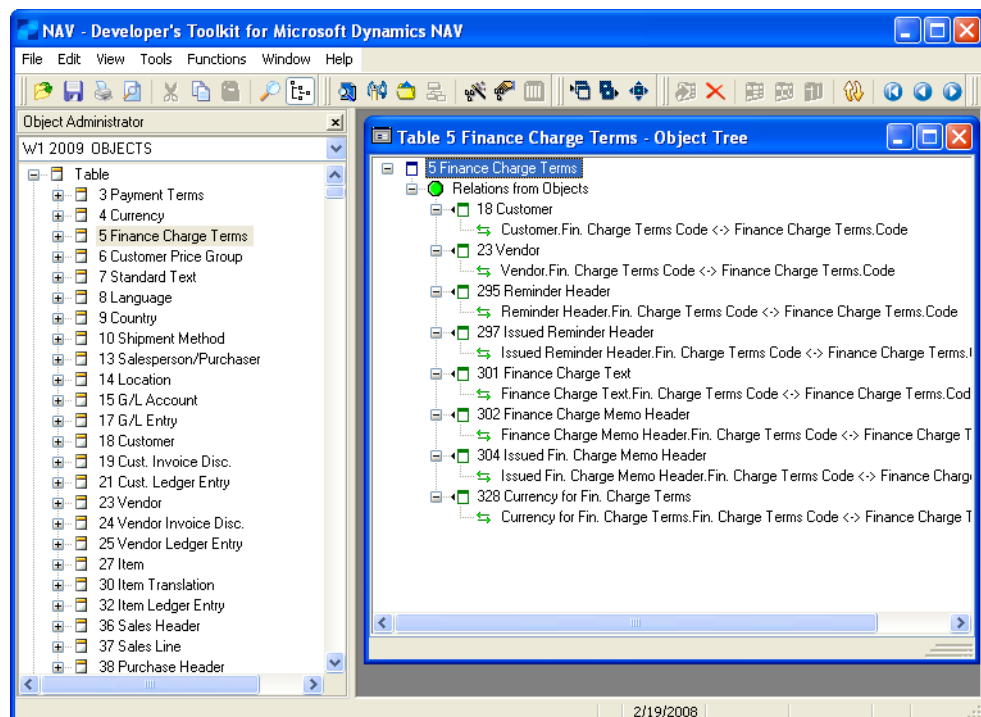 NAV - Developer's Toolkit for Microsoft Dynamics NAV
File Edit View Tools Functions Window Help
Object Administrator
W1 2009 OBJECTS
Table
3 Payment Terms
4 Currency
5 Finance Charge Terms
6 Customer Price Group
7 Standard Text
8 Language
9 Country
10 Shipment Method
13 Salesperson/Purchaser
14 Location
15 G/L Account
17 G/L Entry
18 Customer
19 Cust. Invoice Disc.
21 Cust. Ledger Entry
23 Vendor
24 Vendor Invoice Disc.
25 Vendor Ledger Entry
27 Item
30 Item Translation
32 Item Ledger Entry
36 Sales Header
37 Sales Line
38 Purchase Header
Table 5 Finance Charge Terms - Object Tree
5 Finance Charge Terms
Relations from Objects
18 Customer
Customer.Fin. Charge Terms Code <-> Finance Charge Terms.Code
23 Vendor
Vendor.Fin. Charge Terms Code <-> Finance Charge Terms.Code
295 Reminder Header
Reminder Header.Fin. Charge Terms Code <-> Finance Charge Terms.Code
297 Issued Reminder Header
Issued Reminder Header.Fin. Charge Terms Code <-> Finance Charge Terms.
301 Finance Charge Text
Finance Charge Text.Fin. Charge Terms Code <-> Finance Charge Terms.Cod
302 Finance Charge Memo Header
Finance Charge Memo Header.Fin. Charge Terms Code <-> Finance Charge T
304 Issued Fin. Charge Memo Header
Issued Fin. Charge Memo Header.Fin. Charge Terms Code <-> Finance Charg
328 Currency for Fin. Charge Terms
Currency for Fin. Charge Terms.Fin. Charge Terms Code <-> Finance Charge T
2/19/2008